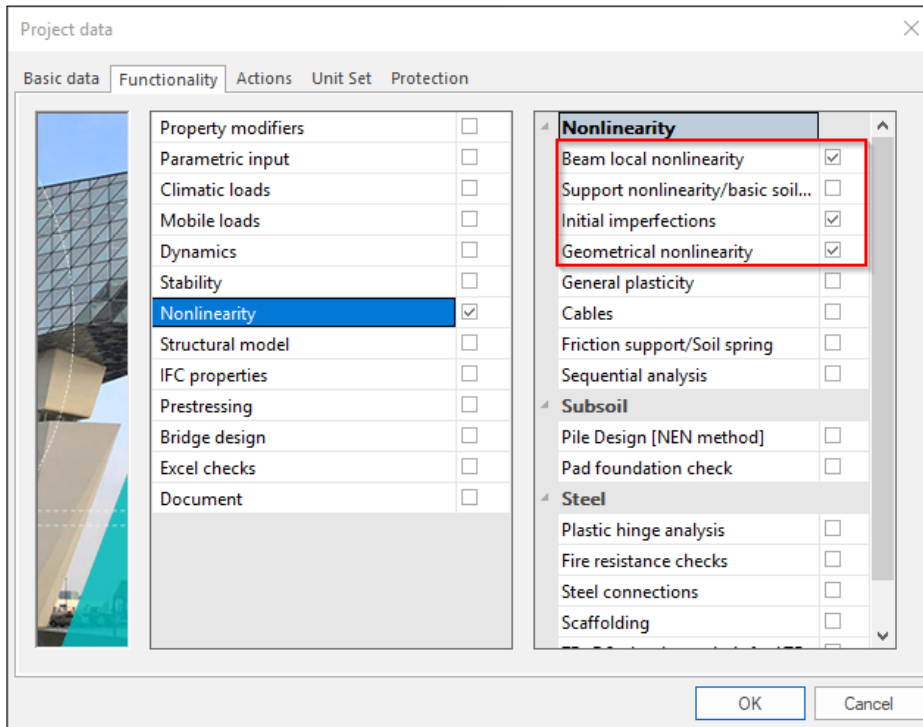 Project data
Basic data Functionality Actions Unit Set Protection
Property modifiers
Parametric input
Climatic loads
Mobile loads
Dynamics
Stability
Nonlinearity
Structural model
IFC properties
Prestressing
Bridge design
Excel checks
Document
Nonlinearity
Beam local nonlinearity
Support nonlinearity/basic soil...
Initial imperfections
Geometrical nonlinearity
General plasticity
Cables
Friction support/Soil spring
Sequential analysis
Subsoil
Pile Design [NEN method]
Pad foundation check
Steel
Plastic hinge analysis
Fire resistance checks
Steel connections
Scaffolding
OK Cancel